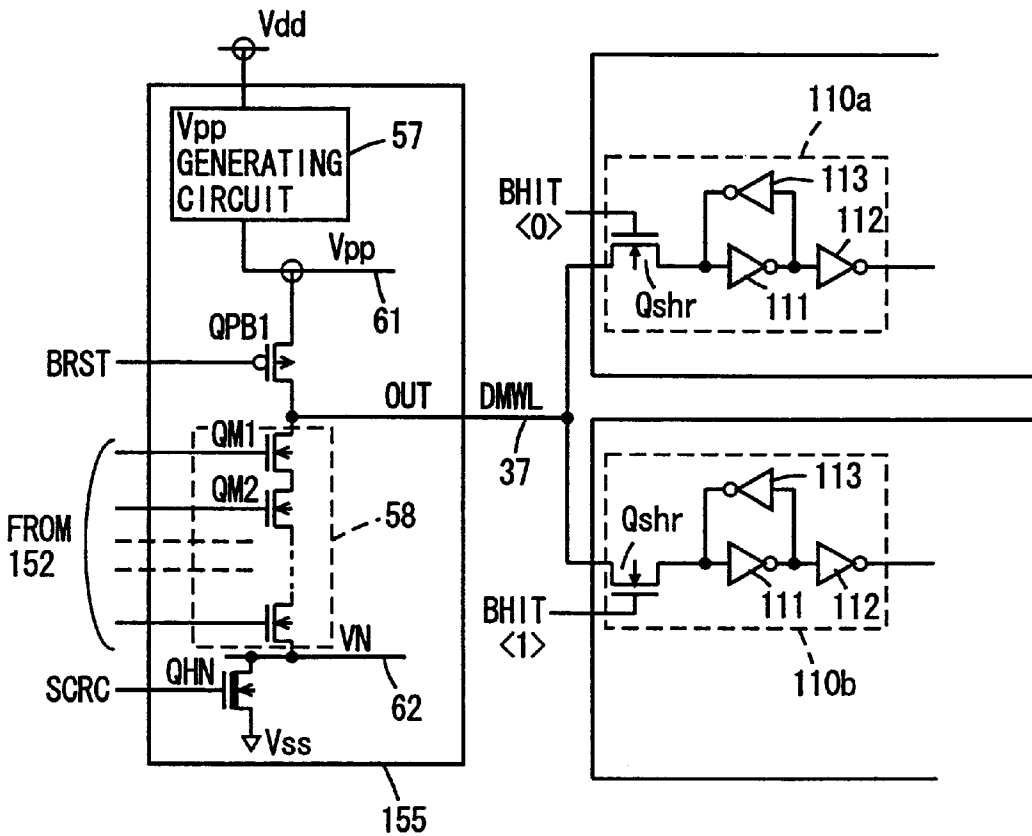 Vdd
Vpp
GENERATING
CIRCUIT
57
Vpp
61
QPB1
BRST
OUT
DMWL
37
QM1
QM2
58
FROM
152
VN
62
QHN
SCRC
Vss
155
110a
BHIT
<0>
113
112
Qshr
111
113
Qshr
BHIT
<1>
111
112
110b